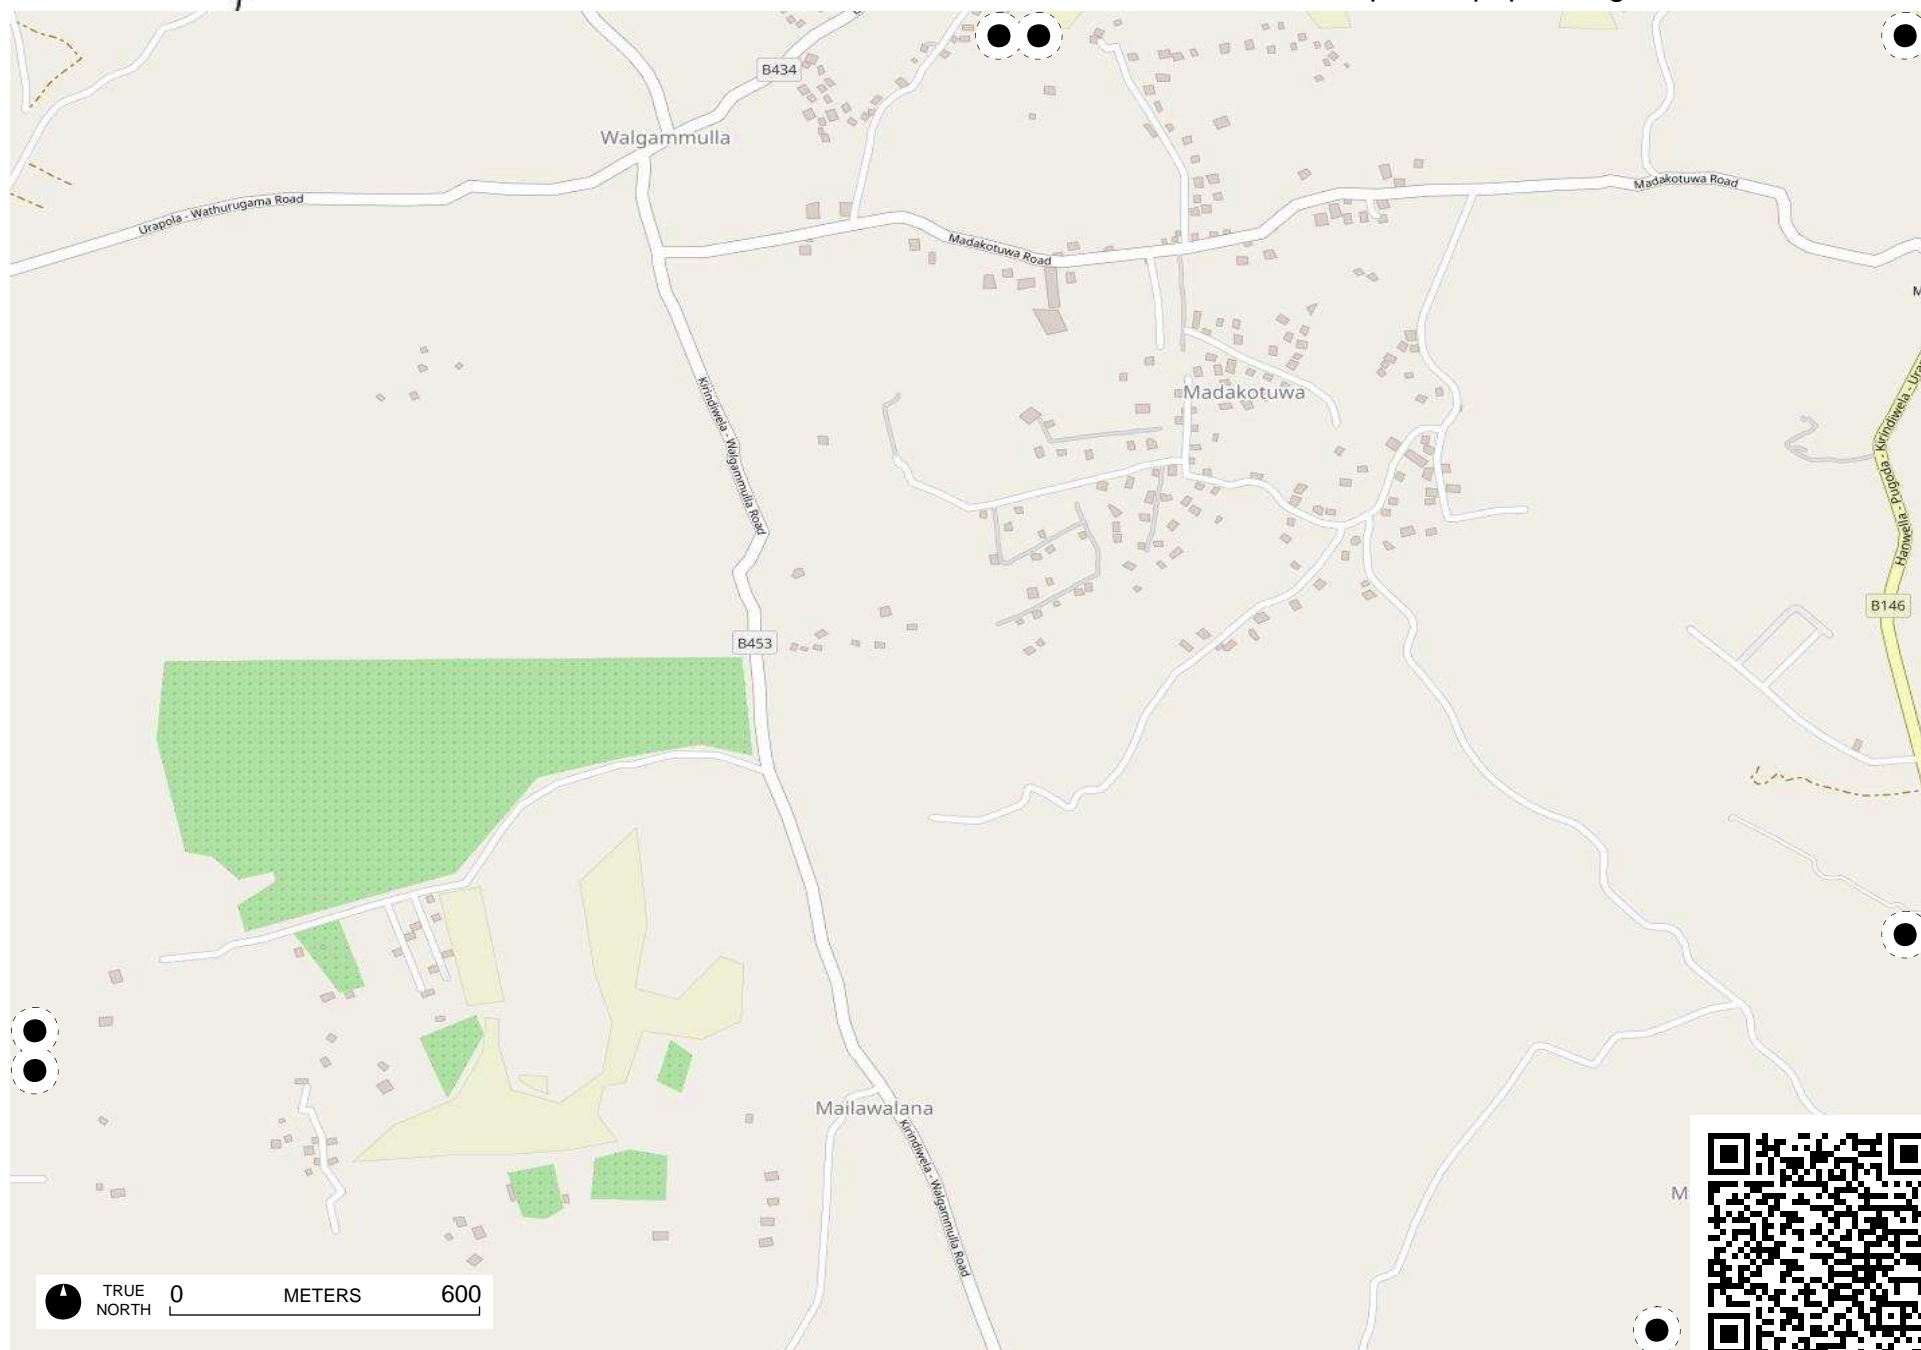 B434
Walgammulla
Madakotuwa Road
Urapola - Wathurugama Road
Madakotuwa Road
Kirindiwela - Walgammulla Road
Madakotuwa
Hanwella - Pugoda - Kirindiwela - Ura
B146
B453
Mailawalana
Kirindiwela - Walgammulla Road
TRUE
NORTH
0 METERS 600